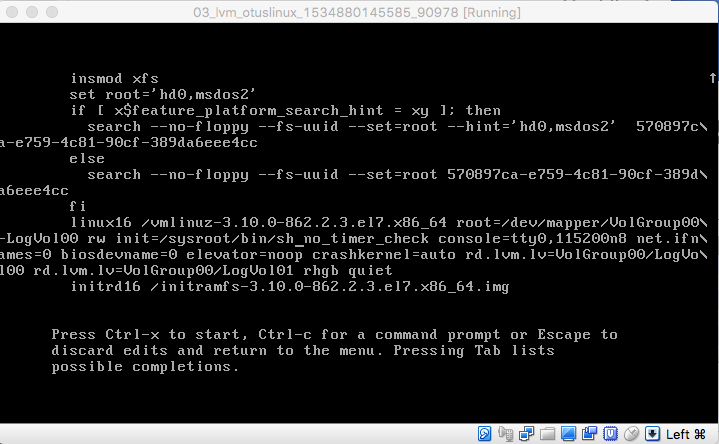 03_lvm_otuslinux_1534880145585_90978 [Running]
insmod xfs
set root='hd0,msdos2'
if [ x$feature_platform_search_hint = xy ]; then
search --no-floppy --fs-uuid --set=root --hint='hd0,msdos2'  570897c\
a-e759-4c81-90cf-389da6eee4cc
else
search --no-floppy --fs-uuid --set=root 570897ca-e759-4c81-90cf-389d\
a6eee4cc
fi
linux16 /vmlinuz-3.10.0-862.2.3.el7.x86_64 root=/dev/mapper/VolGroup00\
-LogVol00 rw init=/sysroot/bin/sh_no_timer_check console=tty0,115200n8 net.ifn\
ames=0 biosdevname=0 elevator=noop crashkernel=auto rd.lvm.lv=VolGroup00/LogVo\
l00 rd.lvm.lv=VolGroup00/LogVol01 rhgb quiet
initrd16 /initramfs-3.10.0-862.2.3.el7.x86_64.img
Press Ctrl-x to start, Ctrl-c for a command prompt or Escape to
discard edits and return to the menu. Pressing Tab lists
possible completions.
Left ⌘